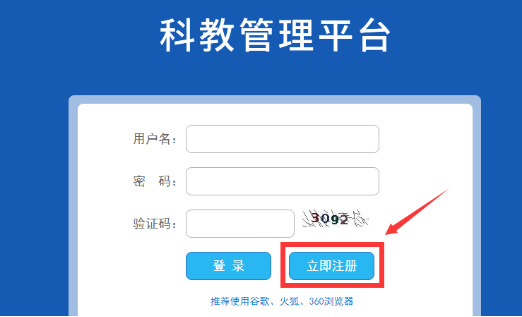 科教管理平台
用户名：
密　码：
验证码： 3092
登 录 立即注册
推荐使用谷歌、火狐、360浏览器